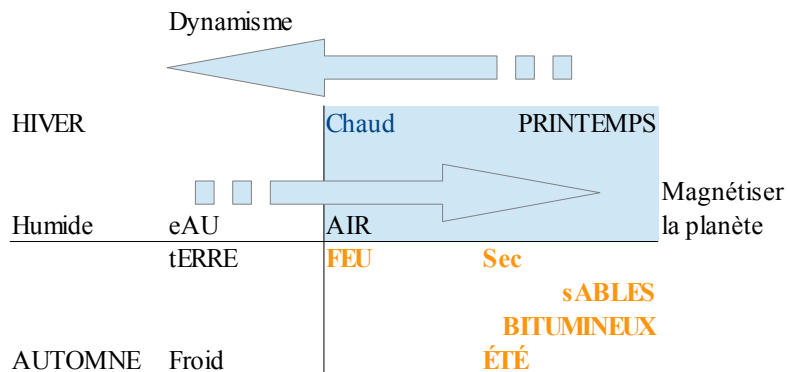 Dynamisme
HIVER Chaud PRINTEMPS
Magnétiser
Humide eAU AIR la planète
tERRE FEU Sec
sABLES
BITUMINEUX
AUTOMNE Froid ÉTÉ